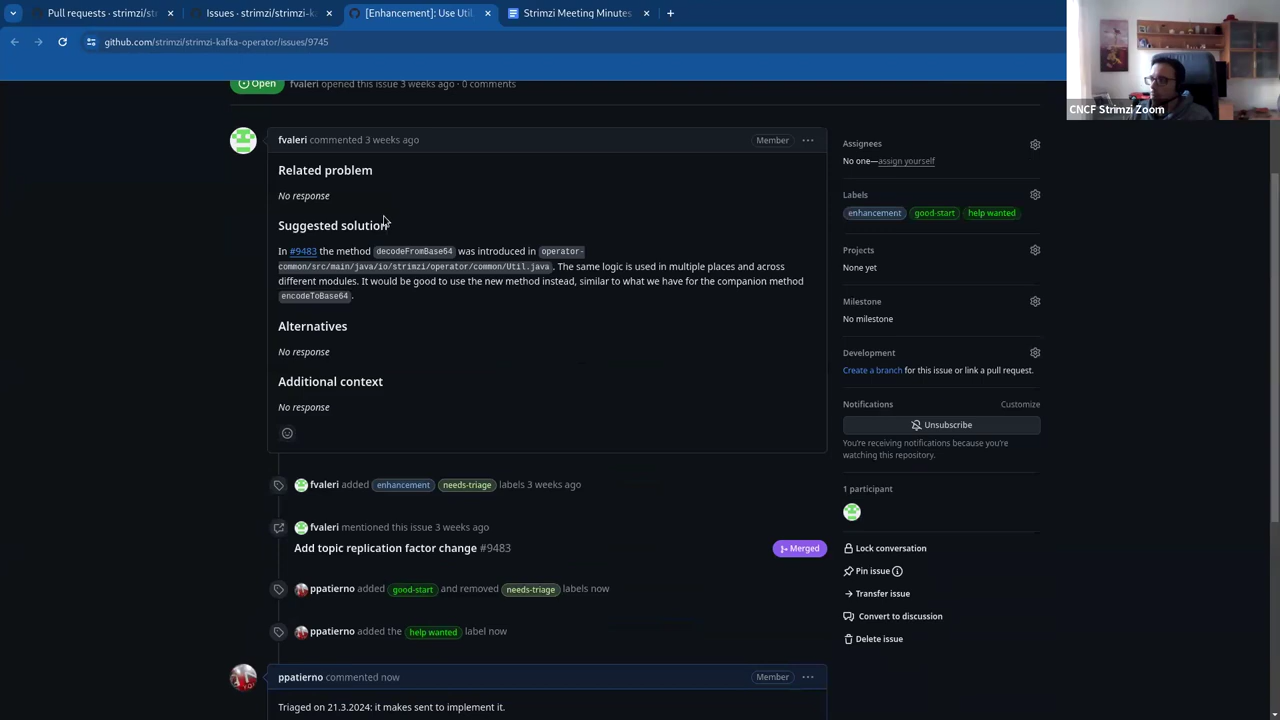 Pull requests · strimzi/str
Issues · strimzi/strimzi-ka
[Enhancement]: Use Util.
Strimzi Meeting Minutes
github.com/strimzi/strimzi-kafka-operator/issues/9745
CNCF Strimzi Zoom
Open fvaleri opened this issue 3 weeks ago · 0 comments
fvaleri commented 3 weeks ago
Member
Related problem
No response
Suggested solution
In #9483 the method decodeFromBase64 was introduced in operator-
common/src/main/java/io/strimzi/operator/common/Util.java. The same logic is used in multiple places and across
different modules. It would be good to use the new method instead, similar to what we have for the companion method
encodeToBase64.
Alternatives
No response
Additional context
No response
fvaleri added enhancement needs-triage labels 3 weeks ago
fvaleri mentioned this issue 3 weeks ago
Add topic replication factor change #9483
Merged
ppatierno added good-start and removed needs-triage labels now
ppatierno added the help wanted label now
ppatierno commented now
Member
Triaged on 21.3.2024: it makes sent to implement it.
Assignees
No one—assign yourself
Labels
enhancement good-start help wanted
Projects
None yet
Milestone
No milestone
Development
Create a branch for this issue or link a pull request.
Notifications
Customize
Unsubscribe
You're receiving notifications because you're
watching this repository.
1 participant
Lock conversation
Pin issue
Transfer issue
Convert to discussion
Delete issue